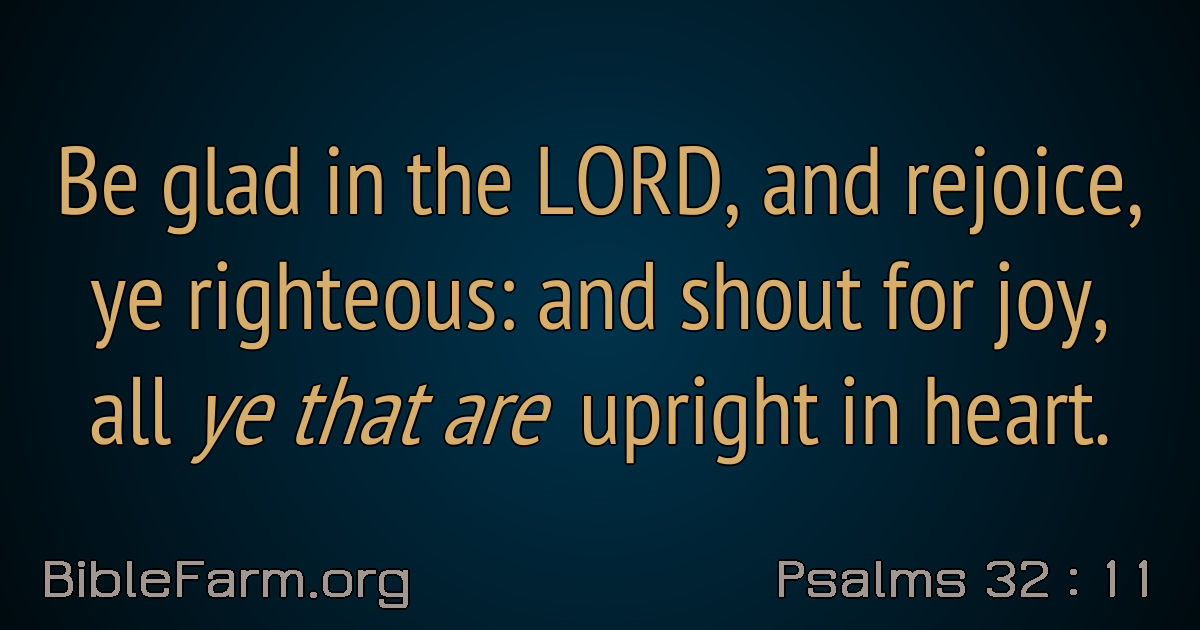 Be glad in the LORD, and rejoice,
ye righteous: and shout for joy,
all ye that are upright in heart.
BibleFarm.org
Psalms 32 : 11